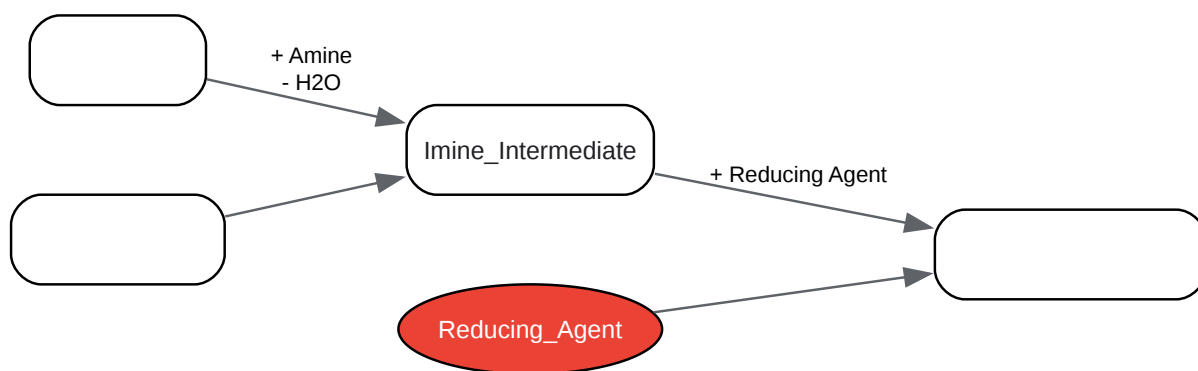 + Amine
- H2O
Imine_Intermediate
+ Reducing Agent
Reducing_Agent